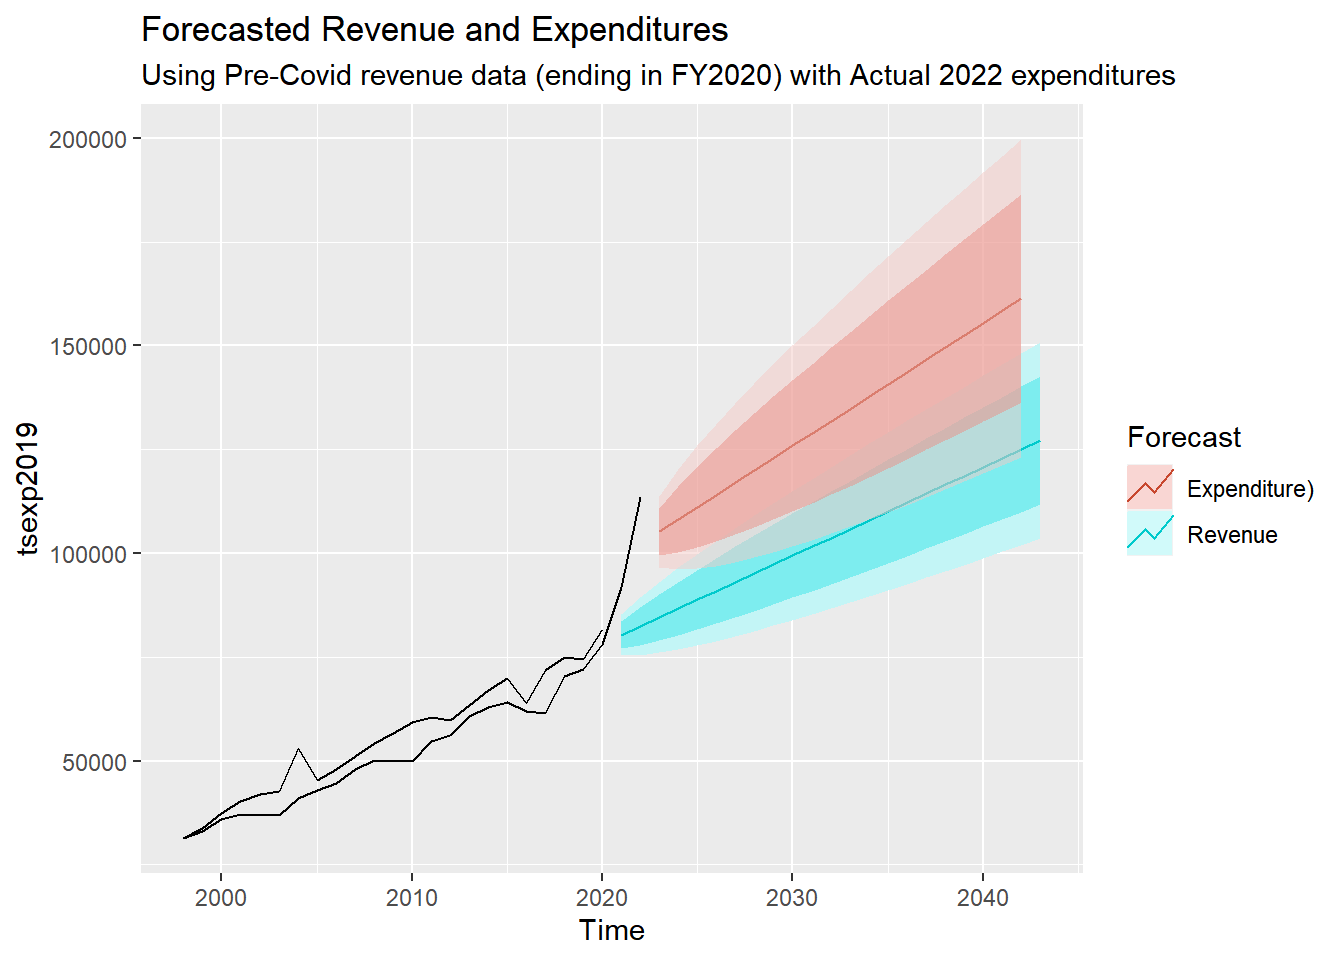 Forecasted Revenue and Expenditures
Using Pre-Covid revenue data (ending in FY2020) with Actual 2022 expenditures
200000
150000
100000
50000
tsexp2019
2000
2010
2020
2030
2040
Time
Forecast
Expenditure)
Revenue